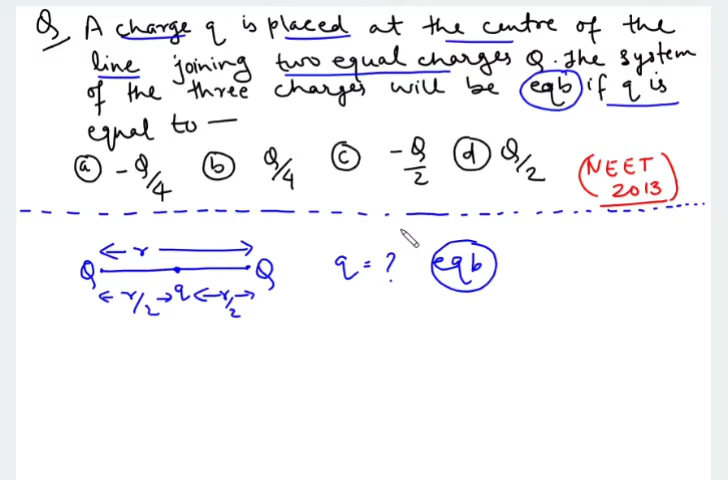 Q, A charge q is placed at the centre of the
line joining two equal charges Q. The system
of the three charges will be eqb if q is
equal to —
(a) -Q/4 (b) Q/4 (c) -Q/2 (d) Q/2 (NEET 2013)
← r →
Q Q q = ? eqb
← r/2 → q ← r/2 →